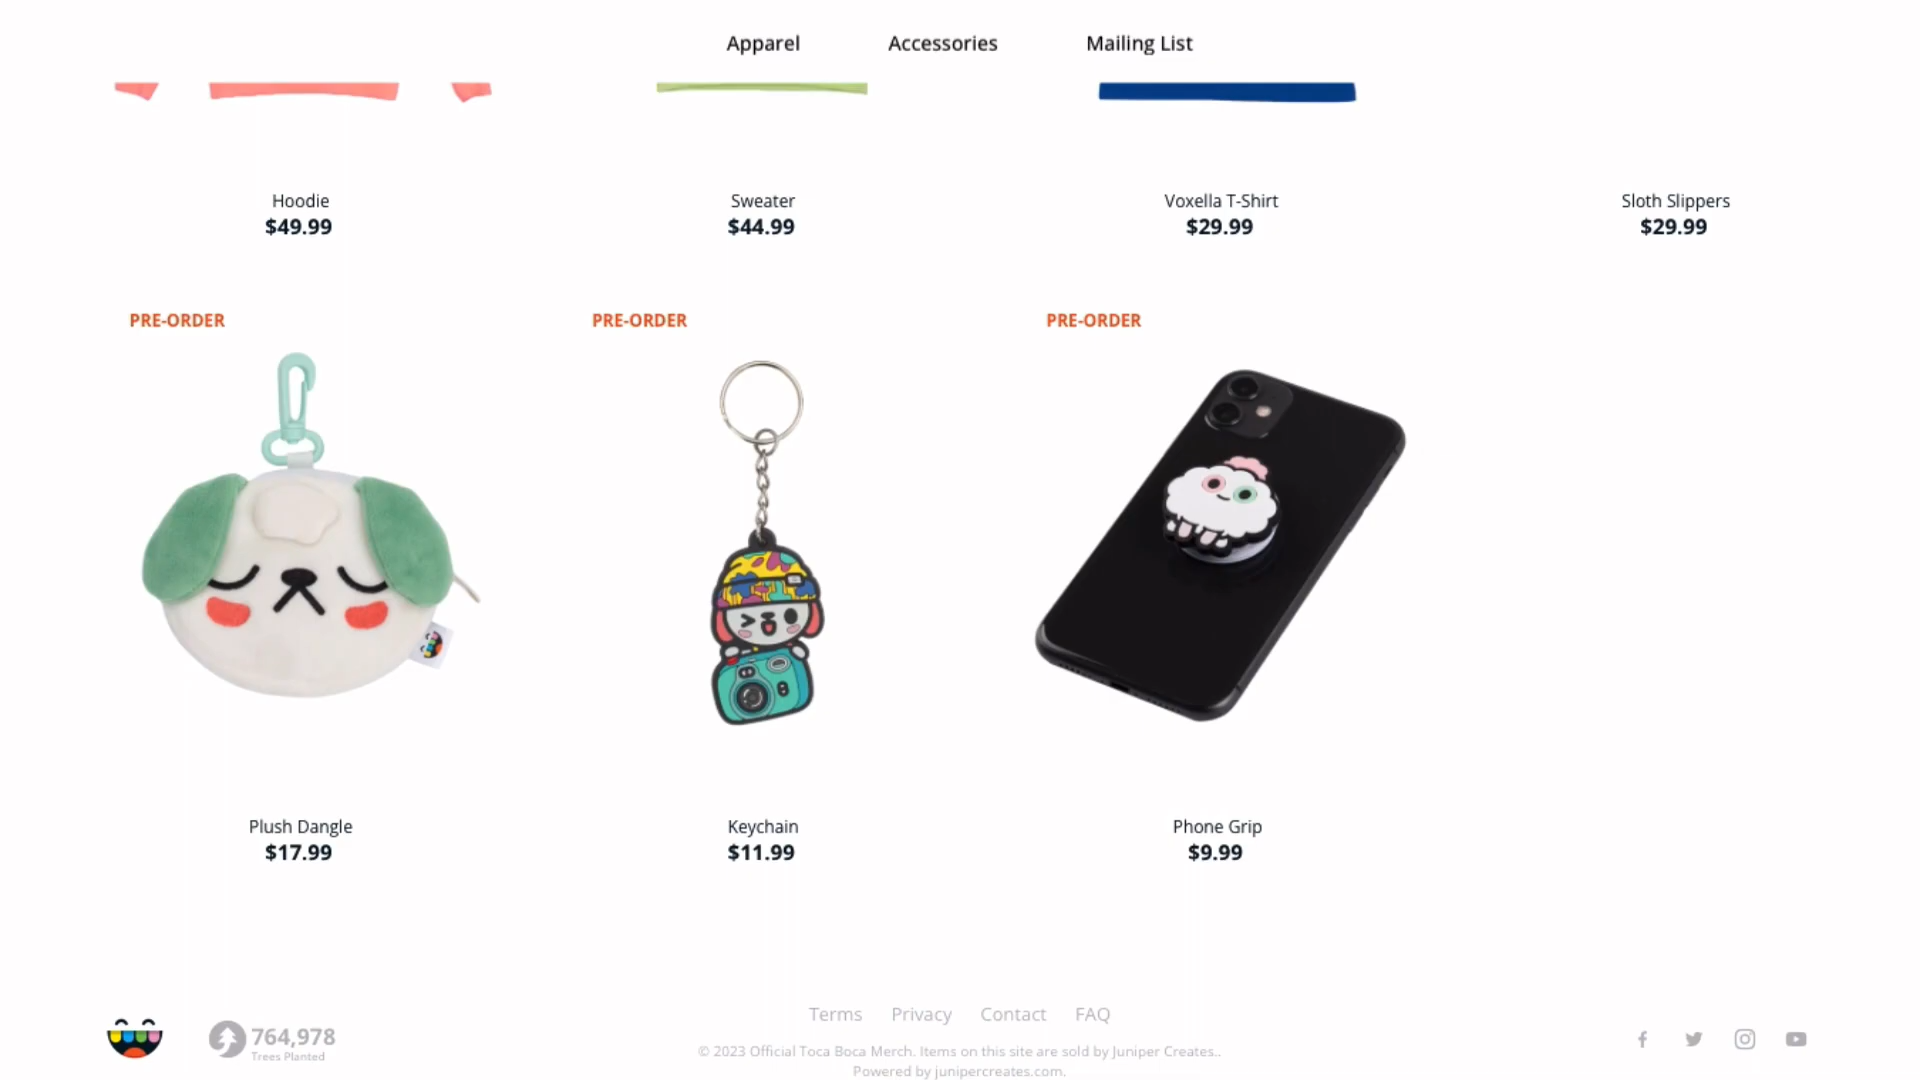 Apparel
Accessories
Mailing List
Hoodie
$49.99
Sweater
$44.99
Voxella T-Shirt
$29.99
Sloth Slippers
$29.99
PRE-ORDER
PRE-ORDER
PRE-ORDER
Plush Dangle
$17.99
Keychain
$11.99
Phone Grip
$9.99
764,978
Trees Planted
Terms
Privacy
Contact
FAQ
© 2023 Official Toca Boca Merch. Items on this site are sold by Juniper Creates..
Powered by junipercreates.com.